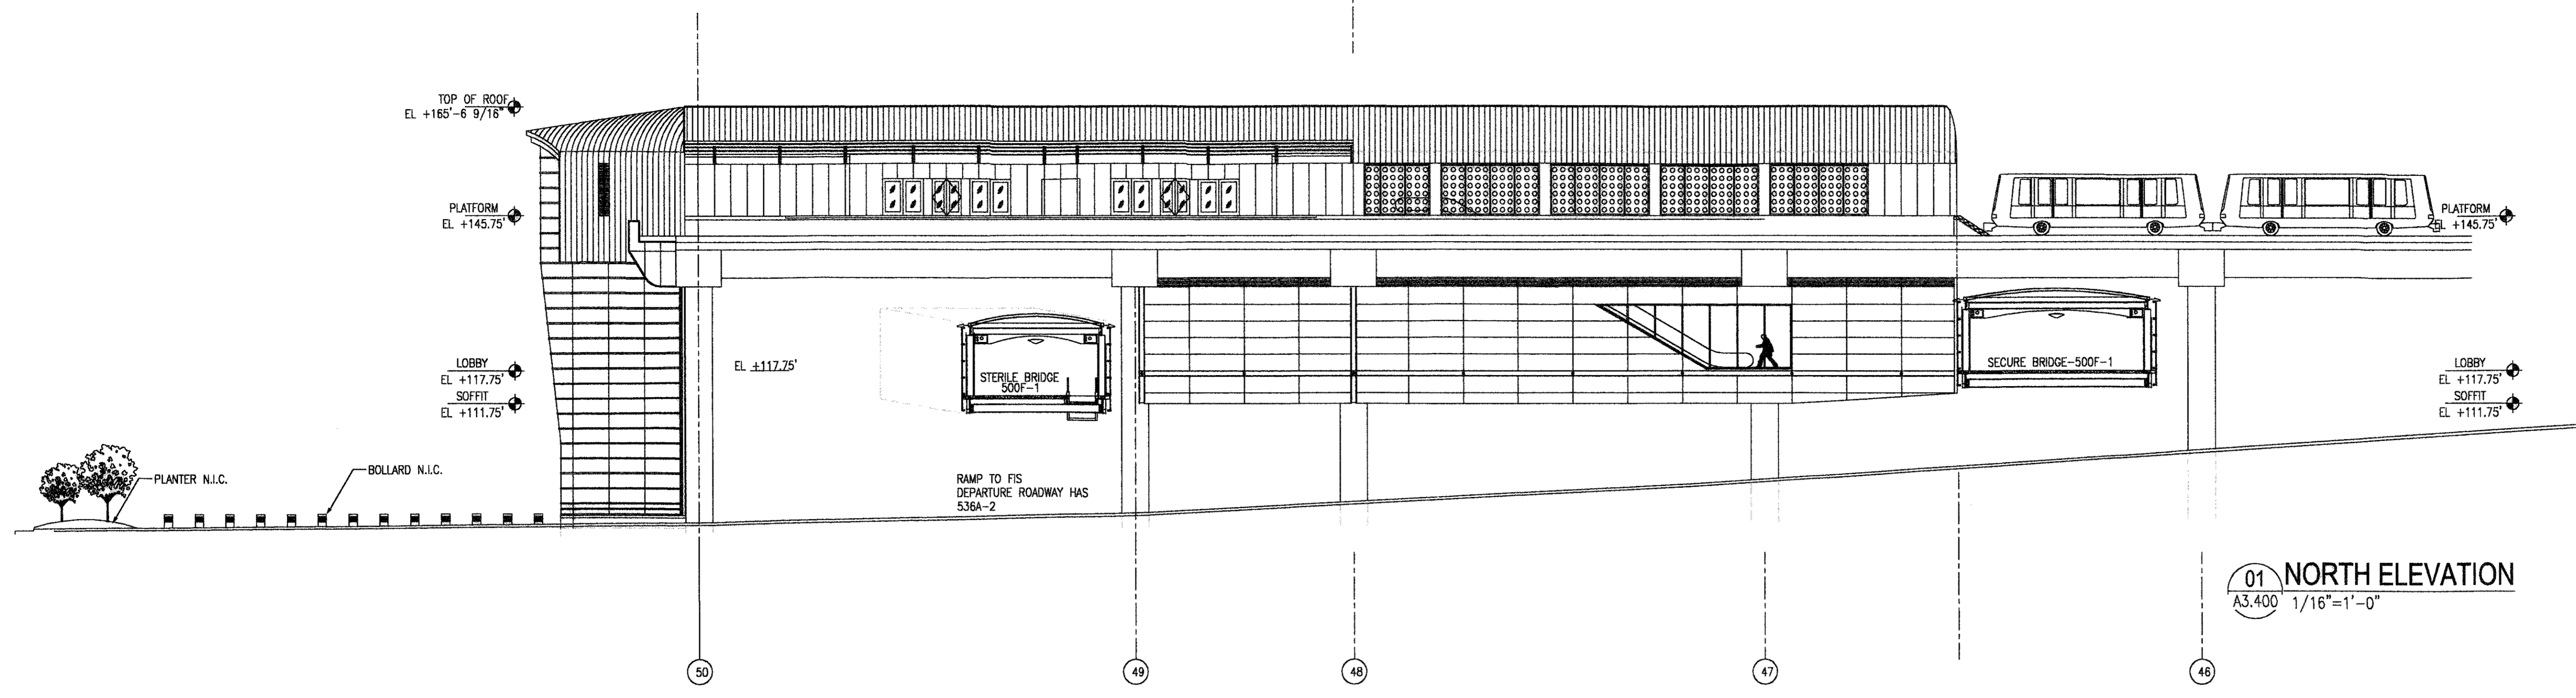 TOP OF ROOF
EL +165'-6 9/16"
PLATFORM
EL +145.75'
PLATFORM
EL +145.75'
LOBBY
EL +117.75'
SOFFIT
EL +111.75'
EL +117.75'
STERILE BRIDGE
500F-1
SECURE BRIDGE-500F-1
LOBBY
EL +117.75'
SOFFIT
EL +111.75'
PLANTER N.I.C.
BOLLARD N.I.C.
RAMP TO FIS
DEPARTURE ROADWAY HAS
536A-2
01
A3.400
NORTH ELEVATION
1/16"=1'-0"
50
49
48
47
46